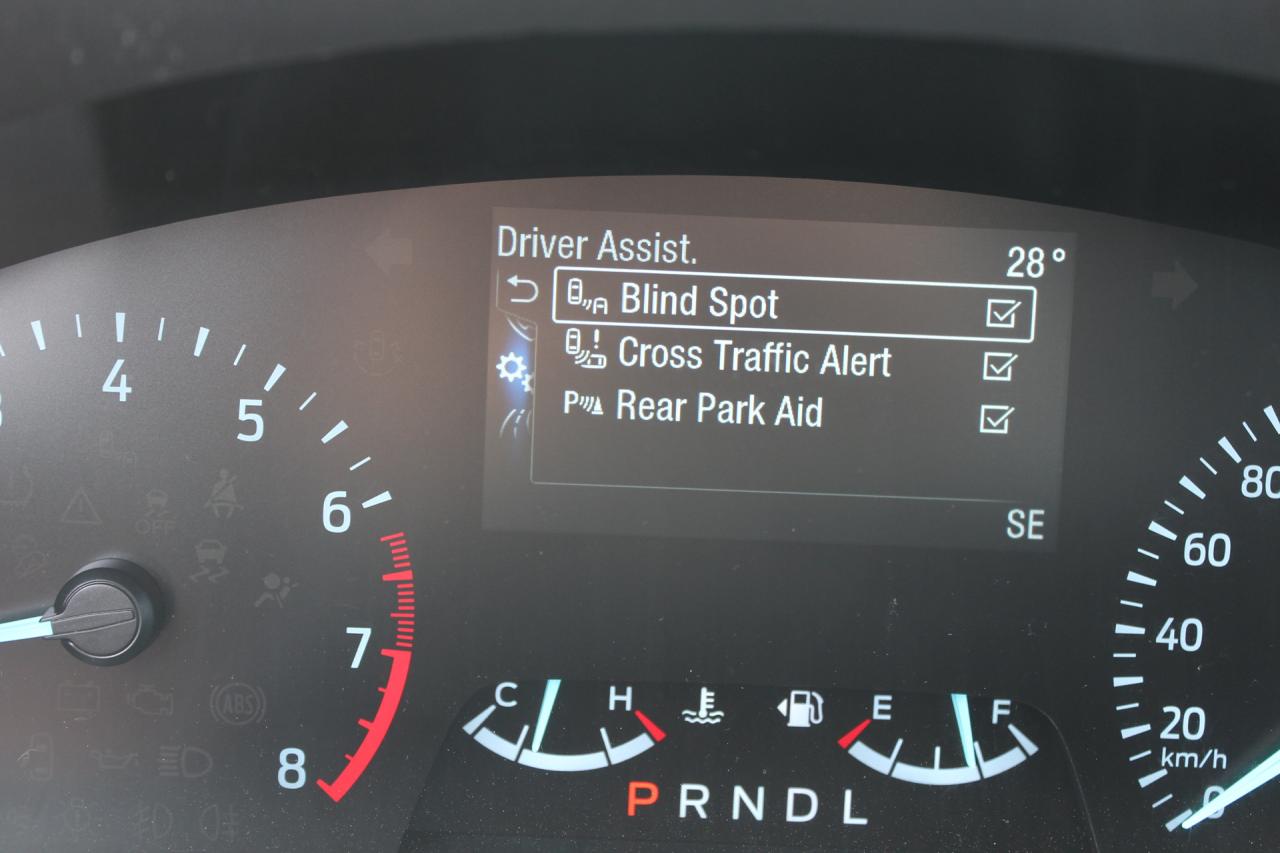 Driver Assist. 28°
Blind Spot
Cross Traffic Alert
P Rear Park Aid
SE
4
5
6
7
8
80
60
40
20
km/h
0
C H
E F
P R N D L
OFF
ABS